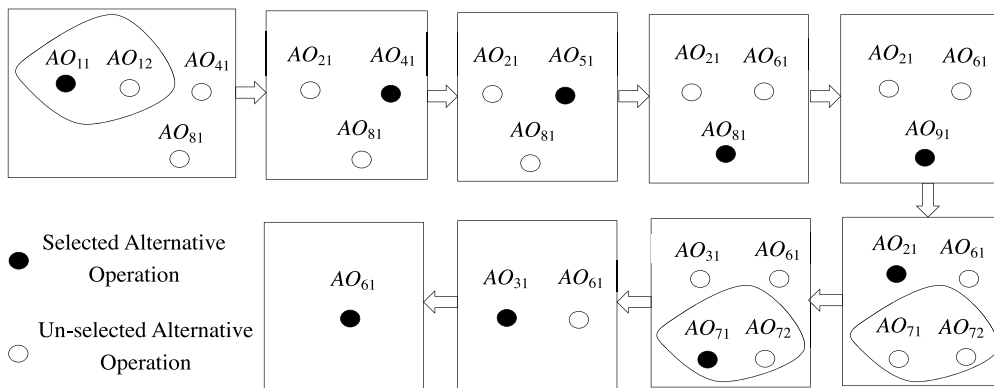 AO11 AO12 AO41
AO81
AO21 AO41
AO81
AO21 AO51
AO81
AO21 AO61
AO81
AO21 AO61
AO91
AO21 AO61
AO71 AO72
AO31 AO61
AO71 AO72
AO31 AO61
AO61
Selected Alternative
Operation
Un-selected Alternative
Operation